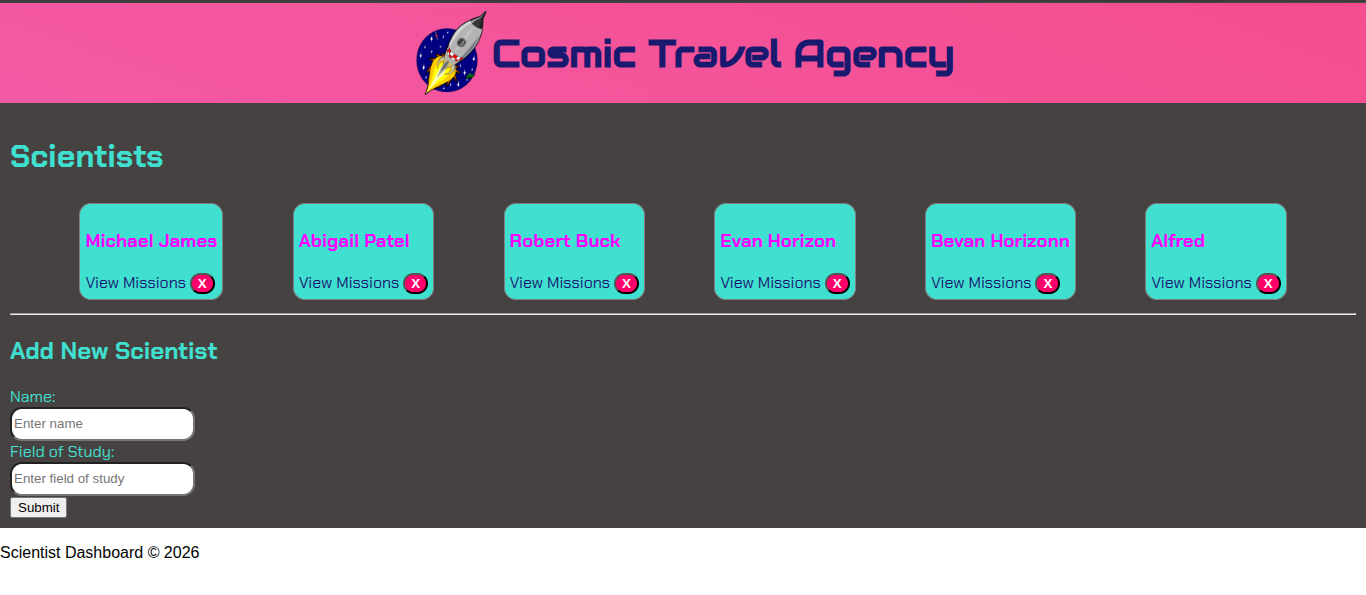 Cosmic Travel Agency
Scientists
Michael James
View Missions X
Abigail Patel
View Missions X
Robert Buck
View Missions X
Evan Horizon
View Missions X
Bevan Horizonn
View Missions X
Alfred
View Missions X
Add New Scientist
Name:
Enter name
Field of Study:
Enter field of study
Submit
Scientist Dashboard © 2026